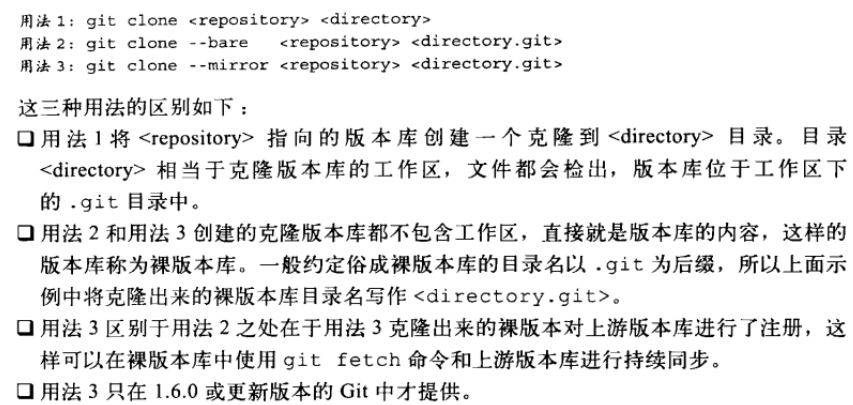 用法 1: git clone <repository> <directory>
用法 2: git clone --bare   <repository> <directory.git>
用法 3: git clone --mirror <repository> <directory.git>
这三种用法的区别如下：
❑ 用法 1 将 <repository> 指向的版本库创建一个克隆到 <directory> 目录。目录
<directory> 相当于克隆版本库的工作区，文件都会检出，版本库位于工作区下
的 .git 目录中。
❑ 用法 2 和用法 3 创建的克隆版本库都不包含工作区，直接就是版本库的内容，这样的
版本库称为裸版本库。一般约定俗成裸版本库的目录名以 .git 为后缀，所以上面示
例中将克隆出来的裸版本库目录名写作 <directory.git>。
❑ 用法 3 区别于用法 2 之处在于用法 3 克隆出来的裸版本对上游版本库进行了注册，这
样可以在裸版本库中使用 git fetch 命令和上游版本库进行持续同步。
❑ 用法 3 只在 1.6.0 或更新版本的 Git 中才提供。